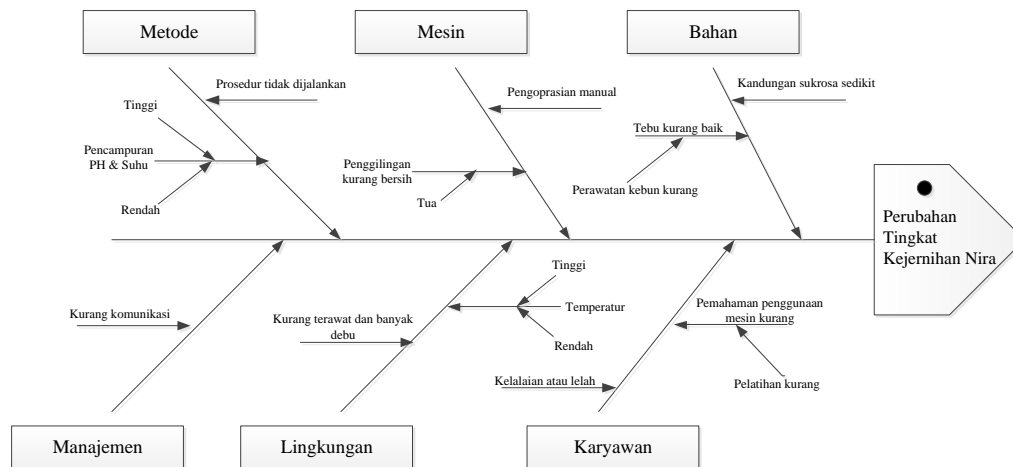 Metode
Mesin
Bahan
Prosedur tidak dijalankan
Tinggi
Pencampuran
PH & Suhu
Rendah
Pengoprasian manual
Penggilingan
kurang bersih
Tua
Kandungan sukrosa sedikit
Tebu kurang baik
Perawatan kebun kurang
Perubahan
Tingkat
Kejernihan Nira
Kurang komunikasi
Kurang terawat dan banyak
debu
Tinggi
Temperatur
Rendah
Pemahaman penggunaan
mesin kurang
Pelatihan kurang
Kelalaian atau lelah
Manajemen
Lingkungan
Karyawan